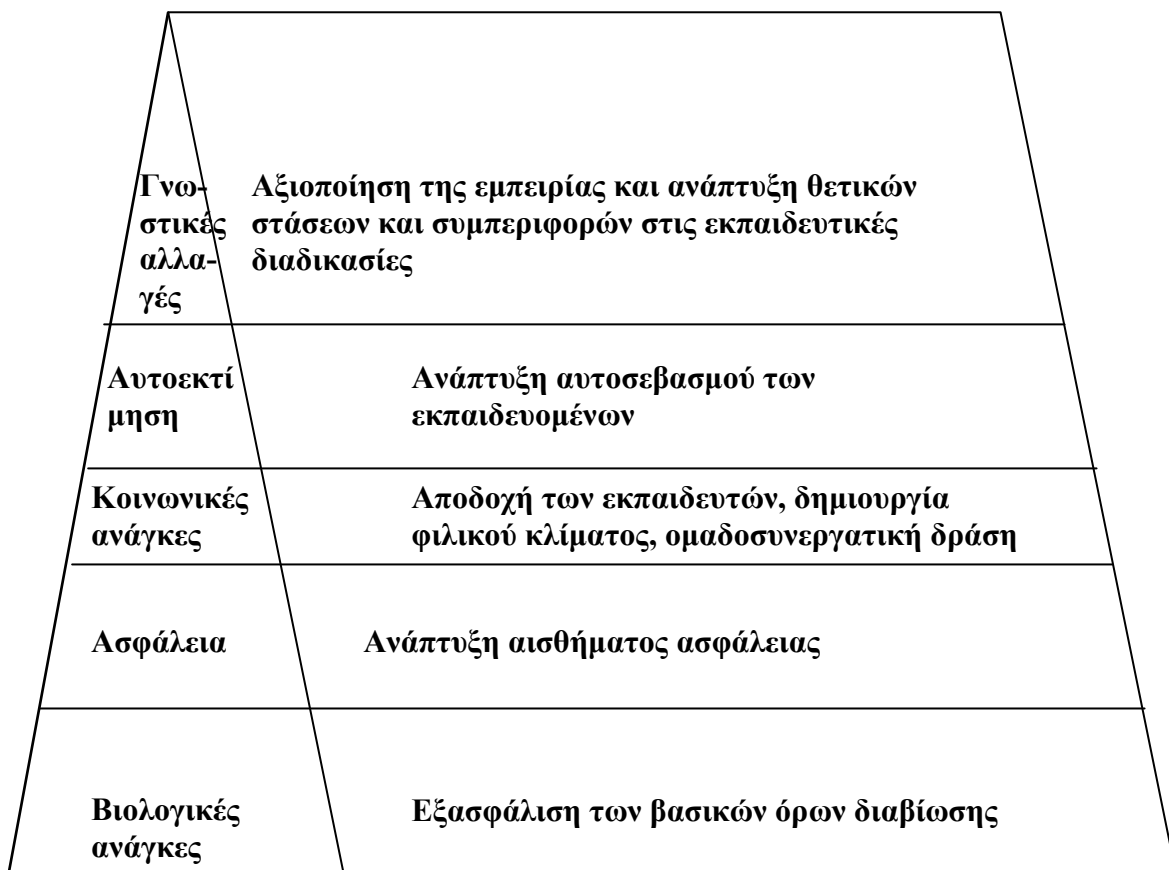 Γνω-
στικές
αλλα-
γές
Αξιοποίηση της εμπειρίας και ανάπτυξη θετικών
στάσεων και συμπεριφορών στις εκπαιδευτικές
διαδικασίες
Αυτοεκτί
μηση
Ανάπτυξη αυτοσεβασμού των
εκπαιδευομένων
Κοινωνικές
ανάγκες
Αποδοχή των εκπαιδευτών, δημιουργία
φιλικού κλίματος, ομαδοσυνεργατική δράση
Ασφάλεια
Ανάπτυξη αισθήματος ασφάλειας
Βιολογικές
ανάγκες
Εξασφάλιση των βασικών όρων διαβίωσης